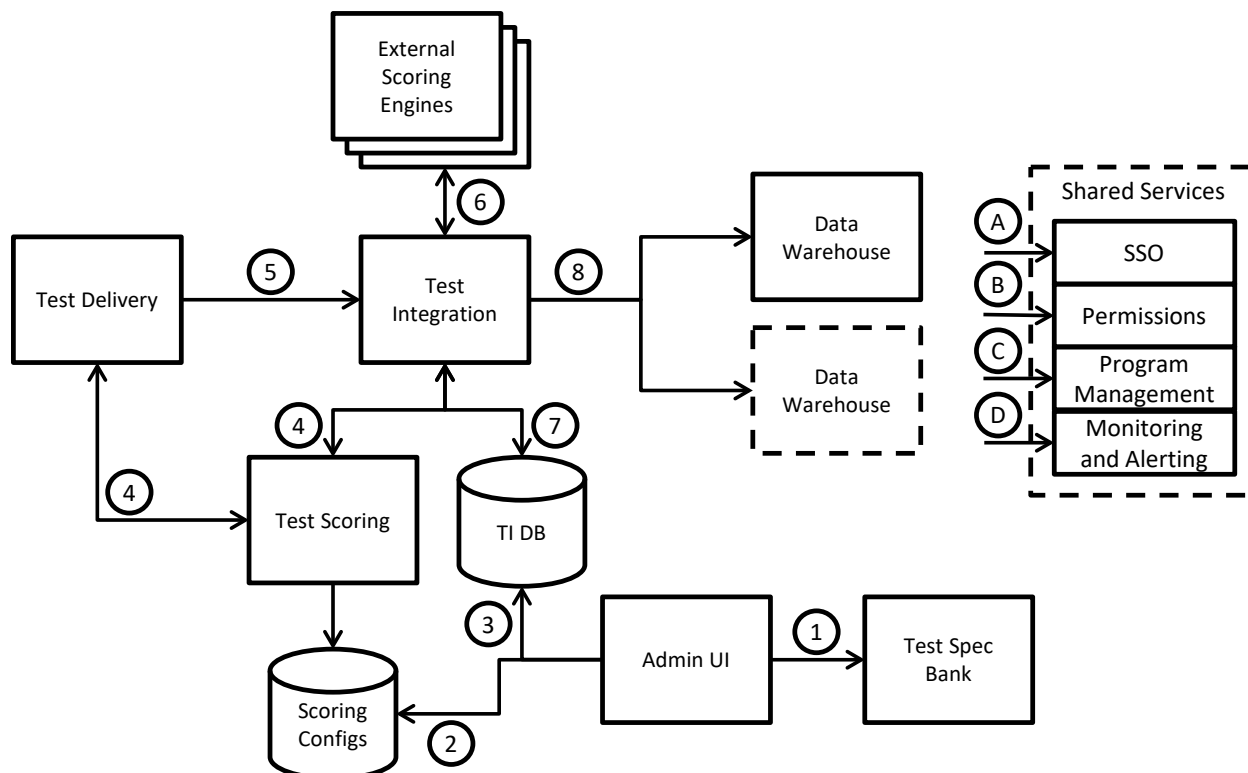 External
Scoring
Engines
6
Test Delivery
5
Test
Integration
8
Data
Warehouse
Data
Warehouse
Shared Services
A
SSO
B
Permissions
C
Program
Management
D
Monitoring
and Alerting
4
7
4
Test Scoring
TI DB
3
Admin UI
1
Test Spec
Bank
Scoring
Configs
2